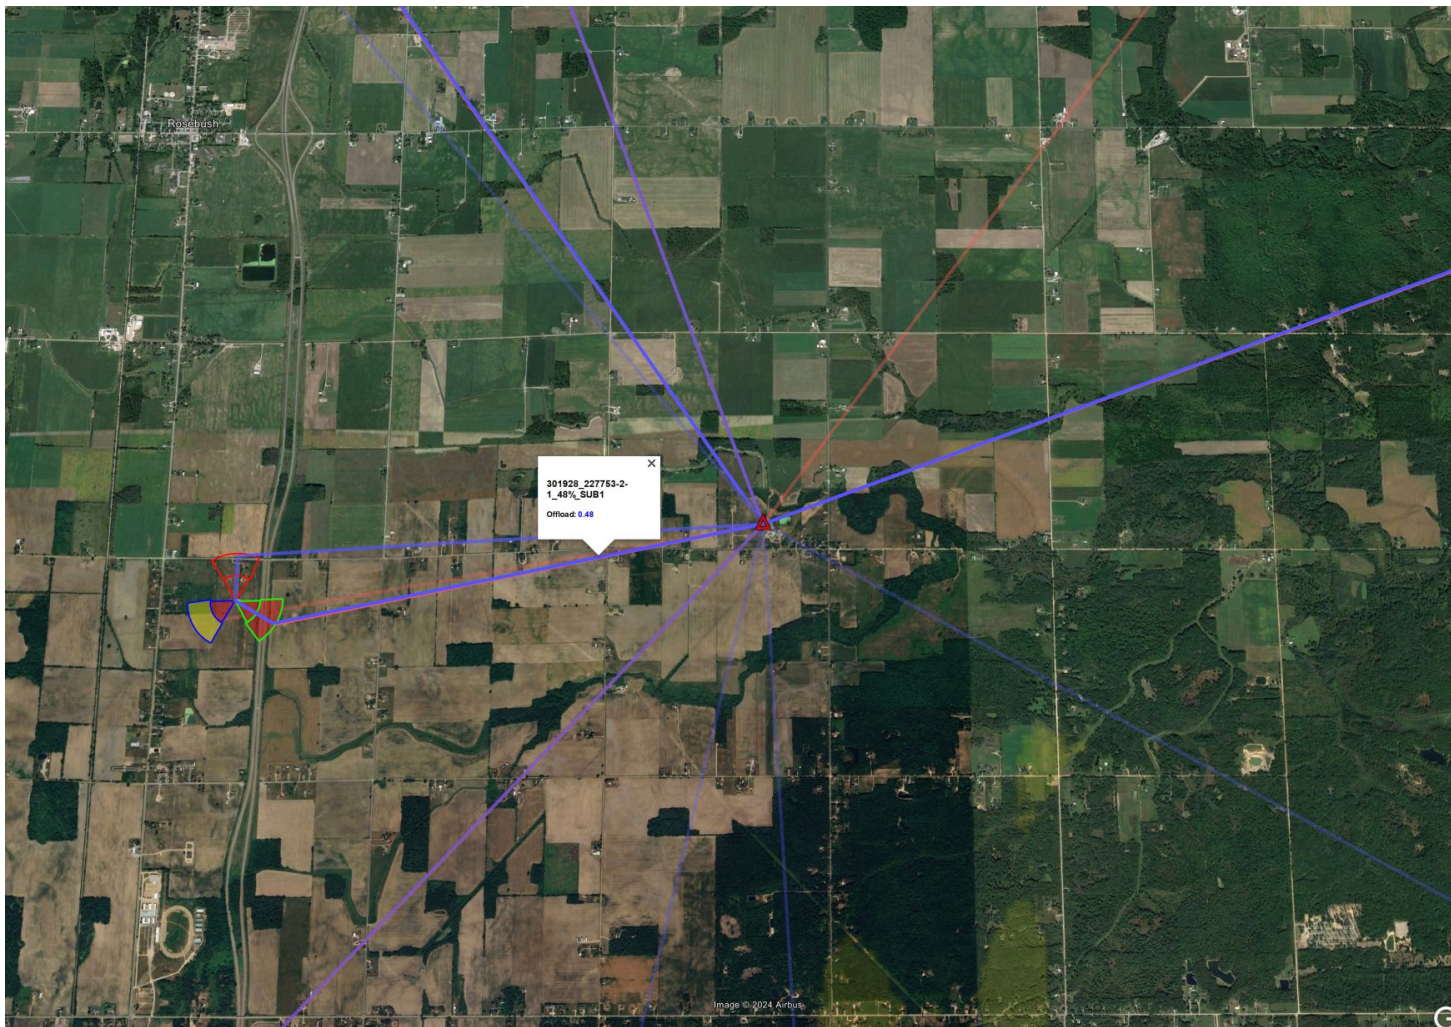 Rosebush
301928_227753-2-
1_48%_SUB1
Offload: 0.48
Image © 2024 Airbus